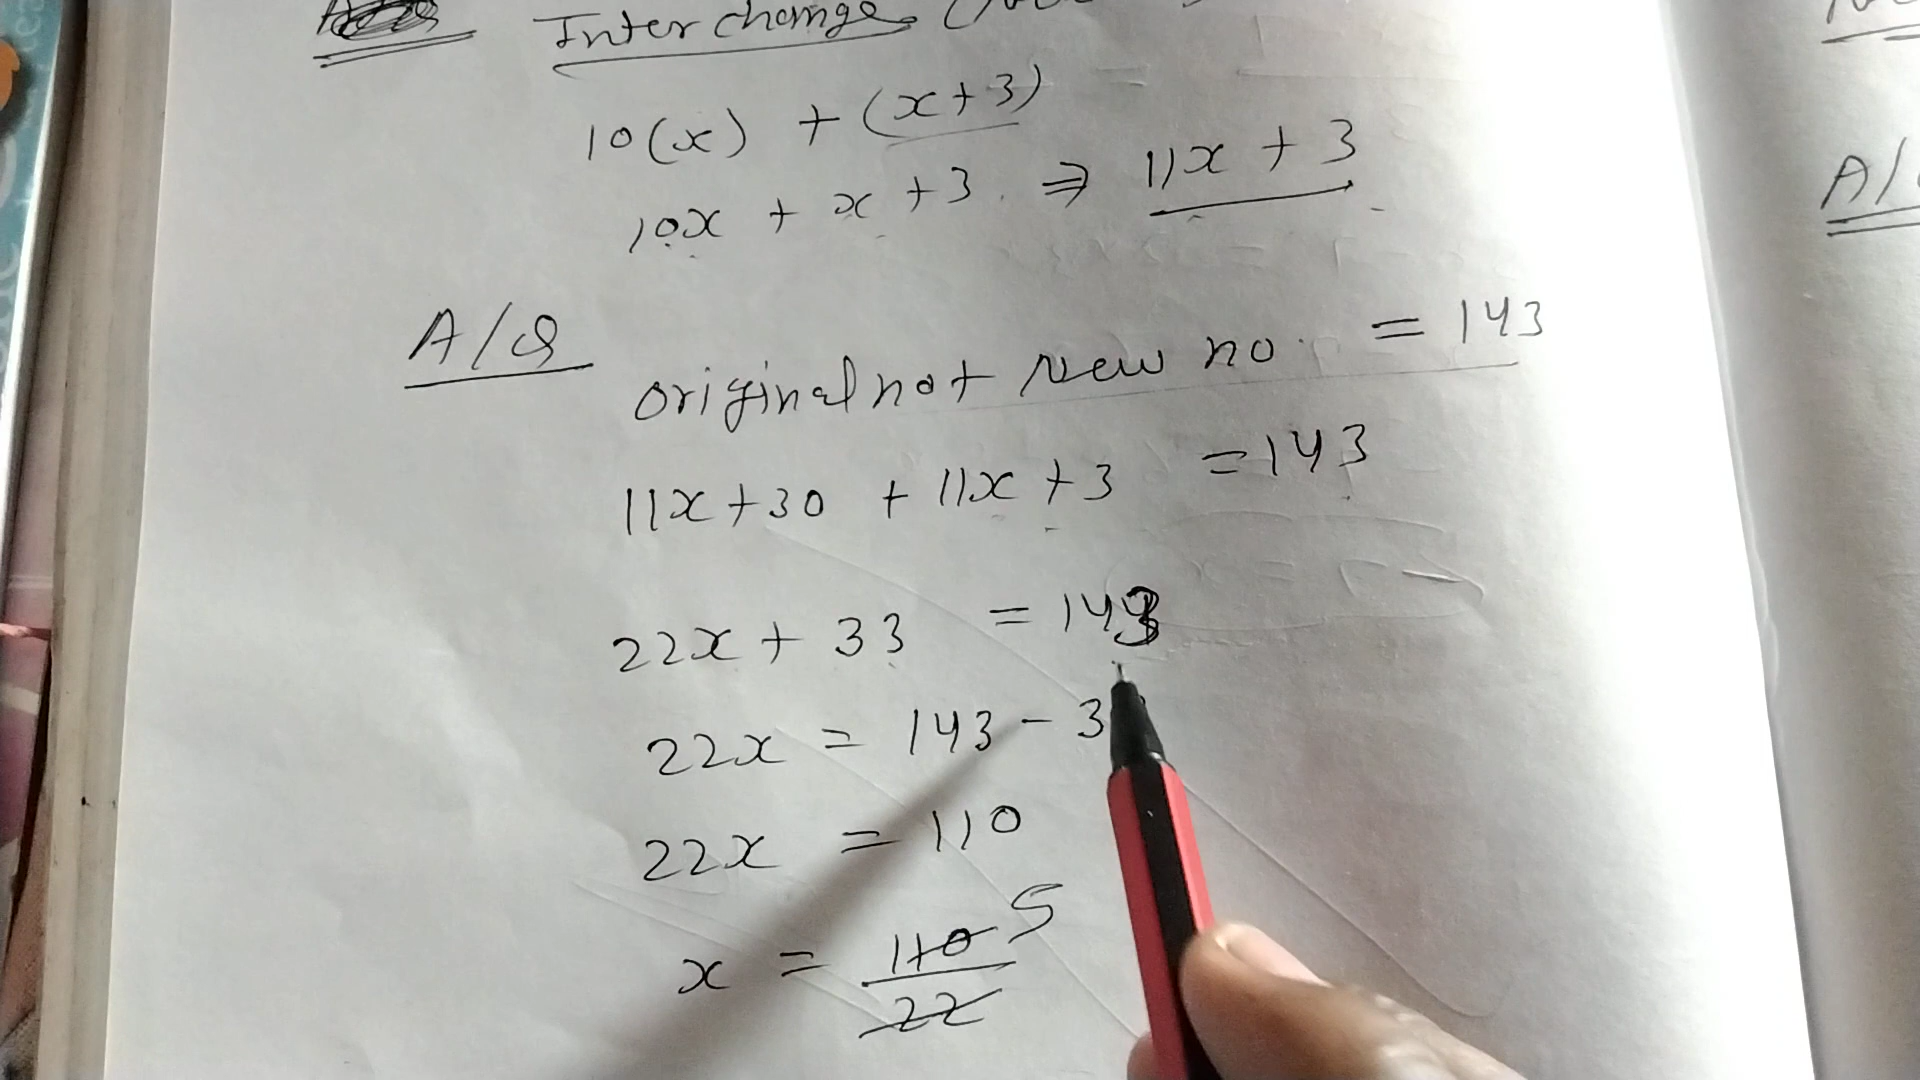 Interchange
10(x) + (x+3)
10x + x +3 ⇒ 11x + 3
A/Q
original no + New no. = 143
11x+30 + 11x +3 = 143
22x + 33 = 143
22x = 143 - 3
22x = 110
x = 110/22 5
A/